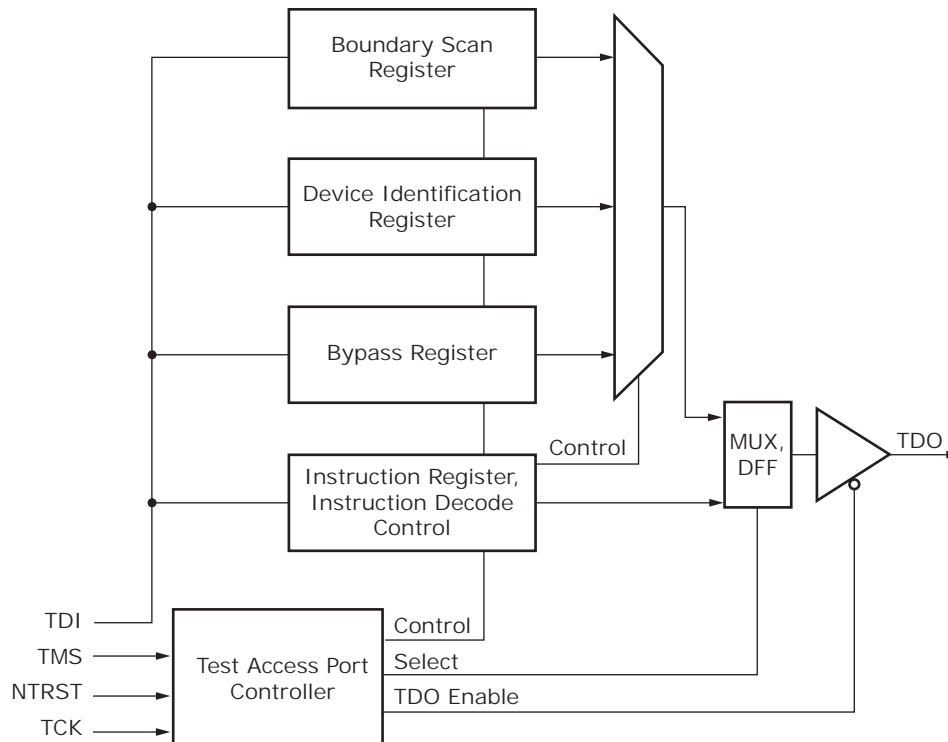 Boundary Scan
Register
Device Identification
Register
Bypass Register
Control
Instruction Register,
Instruction Decode
Control
MUX,
DFF
TDO
TDI
TMS
NTRST
TCK
Test Access Port
Controller
Control
Select
TDO Enable